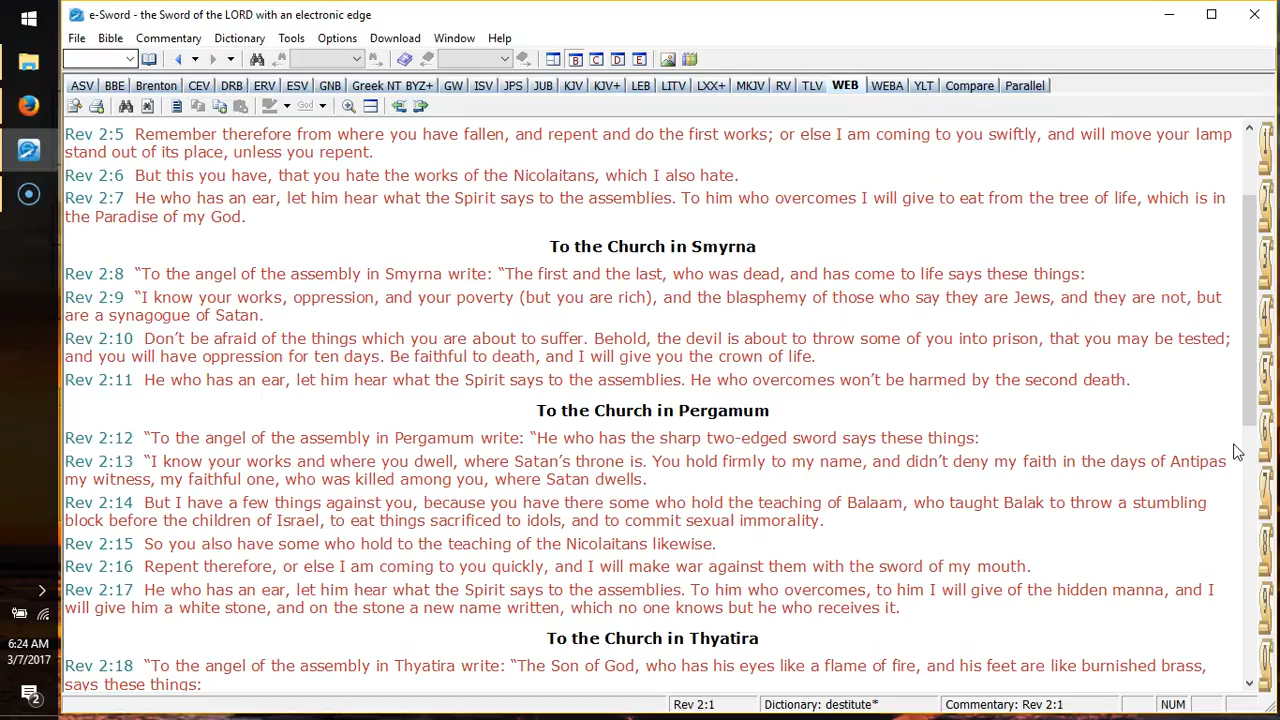 e-Sword - the Sword of the LORD with an electronic edge
File Bible Commentary Dictionary Tools Options Download Window Help
B C D E
ASV BBE Brenton CEV DRB ERV ESV GNB Greek NT BYZ+ GW ISV JPS JUB KJV KJV+ LEB LITV LXX+ MKJV RV TLV WEB WEBA YLT Compare Parallel
God
Rev 2:5 Remember therefore from where you have fallen, and repent and do the first works; or else I am coming to you swiftly, and will move your lamp
stand out of its place, unless you repent.
Rev 2:6 But this you have, that you hate the works of the Nicolaitans, which I also hate.
Rev 2:7 He who has an ear, let him hear what the Spirit says to the assemblies. To him who overcomes I will give to eat from the tree of life, which is in
the Paradise of my God.
To the Church in Smyrna
Rev 2:8 “To the angel of the assembly in Smyrna write: “The first and the last, who was dead, and has come to life says these things:
Rev 2:9 “I know your works, oppression, and your poverty (but you are rich), and the blasphemy of those who say they are Jews, and they are not, but
are a synagogue of Satan.
Rev 2:10 Don’t be afraid of the things which you are about to suffer. Behold, the devil is about to throw some of you into prison, that you may be tested;
and you will have oppression for ten days. Be faithful to death, and I will give you the crown of life.
Rev 2:11 He who has an ear, let him hear what the Spirit says to the assemblies. He who overcomes won’t be harmed by the second death.
To the Church in Pergamum
Rev 2:12 “To the angel of the assembly in Pergamum write: “He who has the sharp two-edged sword says these things:
Rev 2:13 “I know your works and where you dwell, where Satan’s throne is. You hold firmly to my name, and didn’t deny my faith in the days of Antipas
my witness, my faithful one, who was killed among you, where Satan dwells.
Rev 2:14 But I have a few things against you, because you have there some who hold the teaching of Balaam, who taught Balak to throw a stumbling
block before the children of Israel, to eat things sacrificed to idols, and to commit sexual immorality.
Rev 2:15 So you also have some who hold to the teaching of the Nicolaitans likewise.
Rev 2:16 Repent therefore, or else I am coming to you quickly, and I will make war against them with the sword of my mouth.
Rev 2:17 He who has an ear, let him hear what the Spirit says to the assemblies. To him who overcomes, to him I will give of the hidden manna, and I
will give him a white stone, and on the stone a new name written, which no one knows but he who receives it.
To the Church in Thyatira
Rev 2:18 “To the angel of the assembly in Thyatira write: “The Son of God, who has his eyes like a flame of fire, and his feet are like burnished brass,
says these things:
6:24 AM
3/7/2017
2
Rev 2:1 Dictionary: destitute* Commentary: Rev 2:1 NUM